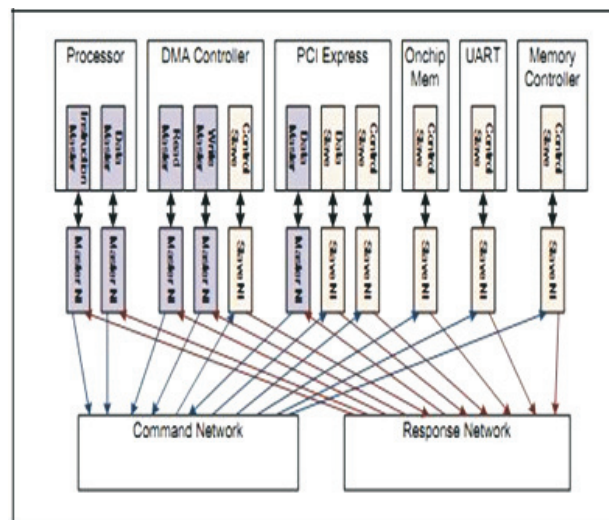 Processor
DMA Controller
PCI Express
Onchip
Mem
UART
Memory
Controller
Instruction
Master
Data
Master
Read
Master
Write
Master
Control
Slave
Data
Master
Data
Slave
Control
Slave
Control
Slave
Control
Slave
Control
Slave
Master NI
Master NI
Master NI
Master NI
Slave NI
Master NI
Slave NI
Slave NI
Slave NI
Slave NI
Slave NI
Command Network
Response Network